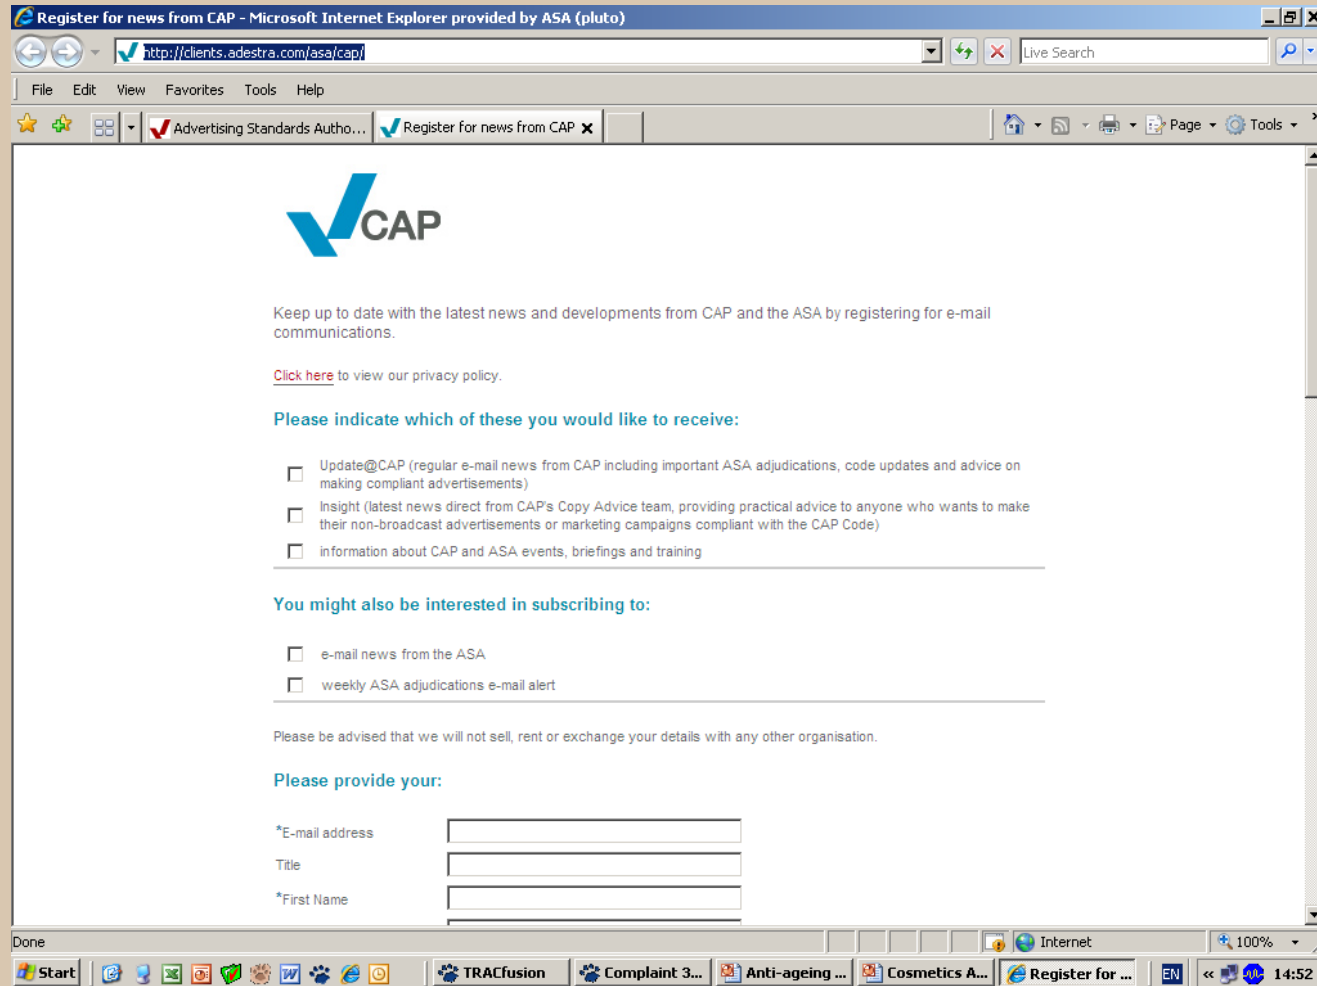 Register for news from CAP - Microsoft Internet Explorer provided by ASA (pluto)
http://clients.adestra.com/asa/cap/
Live Search
File Edit View Favorites Tools Help
Advertising Standards Autho... Register for news from CAP Page Tools
CAP
Keep up to date with the latest news and developments from CAP and the ASA by registering for e-mail
communications.
Click here to view our privacy policy.
Please indicate which of these you would like to receive:
Update@CAP (regular e-mail news from CAP including important ASA adjudications, code updates and advice on
making compliant advertisements)
Insight (latest news direct from CAP's Copy Advice team, providing practical advice to anyone who wants to make
their non-broadcast advertisements or marketing campaigns compliant with the CAP Code)
information about CAP and ASA events, briefings and training
You might also be interested in subscribing to:
e-mail news from the ASA
weekly ASA adjudications e-mail alert
Please be advised that we will not sell, rent or exchange your details with any other organisation.
Please provide your:
*E-mail address
Title
*First Name
Done Internet 100%
Start TRACfusion Complaint 3... Anti-ageing ... Cosmetics A... Register for ... EN « 14:52